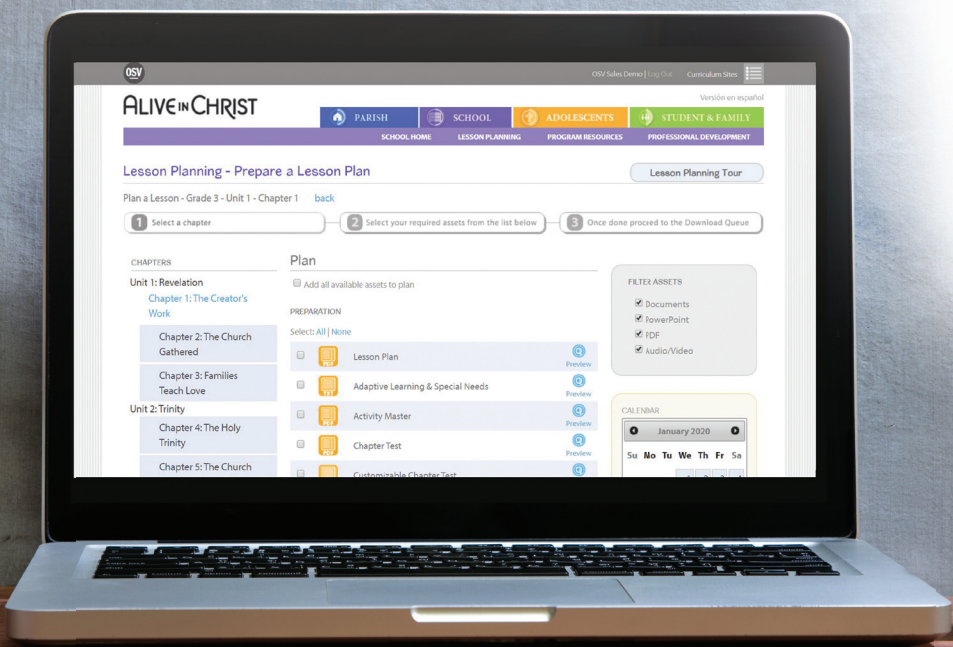 OSV
OSV Sales Demo | Log Out Curriculum Sites
ALIVE IN CHRIST
Versión en español
PARISH SCHOOL ADOLESCENTS STUDENT & FAMILY
SCHOOL HOME LESSON PLANNING PROGRAM RESOURCES PROFESSIONAL DEVELOPMENT
Lesson Planning - Prepare a Lesson Plan
Lesson Planning Tour
Plan a Lesson - Grade 3 - Unit 1 - Chapter 1 back
1 Select a chapter
2 Select your required assets from the list below
3 Once done procced to the Download Queue
CHAPTERS
Unit 1: Revelation
Chapter 1: The Creator's
Work
Chapter 2: The Church
Gathered
Chapter 3: Families
Teach Love
Unit 2: Trinity
Chapter 4: The Holy
Trinity
Chapter 5: The Church
Plan
Add all available assets to plan
PREPARATION
Select: All | None
PDF Lesson Plan Preview
TXT Adaptive Learning & Special Needs Preview
PDF Activity Master Preview
PDF Chapter Test Preview
Customizable Chapter Test
FILTER ASSETS
Documents
PowerPoint
PDF
Audio/Video
CALENDAR
January 2020
Su Mo Tu We Th Fr Sa